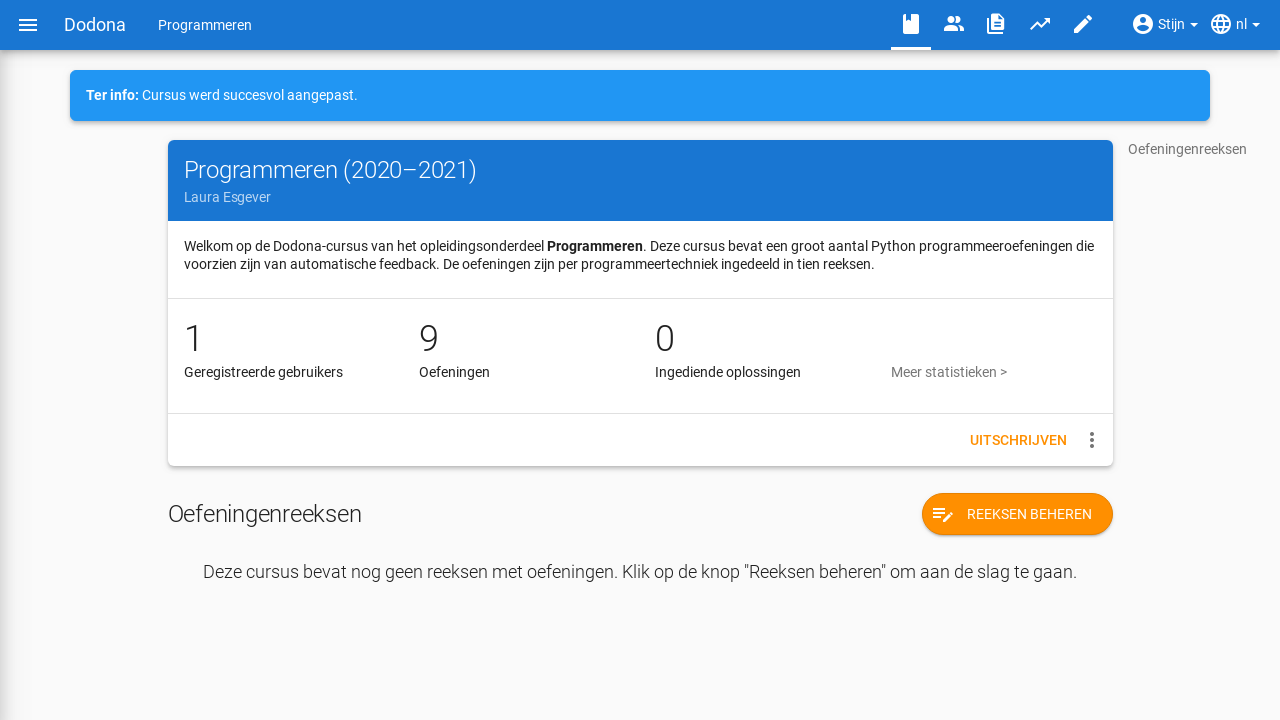 Dodona
Programmeren
Stijn
nl
Ter info: Cursus werd succesvol aangepast.
Programmeren (2020–2021)
Laura Esgever
Oefeningenreeksen
Welkom op de Dodona-cursus van het opleidingsonderdeel Programmeren. Deze cursus bevat een groot aantal Python programmeeroefeningen die
voorzien zijn van automatische feedback. De oefeningen zijn per programmeertechniek ingedeeld in tien reeksen.
1
Geregistreerde gebruikers
9
Oefeningen
0
Ingediende oplossingen
Meer statistieken >
UITSCHRIJVEN
Oefeningenreeksen
REEKSEN BEHEREN
Deze cursus bevat nog geen reeksen met oefeningen. Klik op de knop "Reeksen beheren" om aan de slag te gaan.